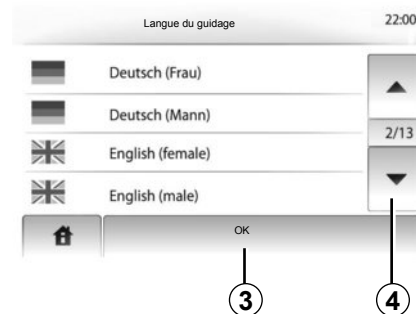 Langue du guidage
22:00
Deutsch (Frau)
Deutsch (Mann)
2/13
English (female)
English (male)
OK
3
4